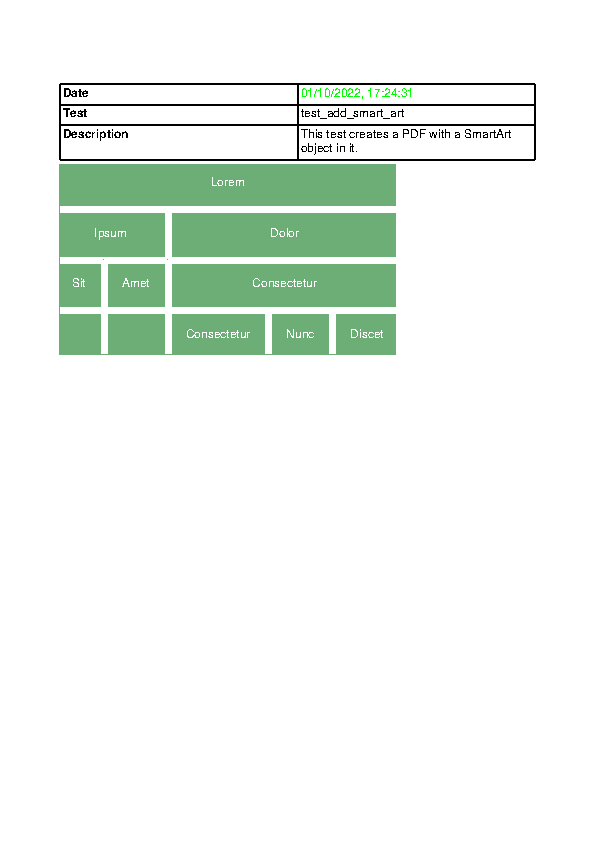 Date 01/10/2022, 17:24:31
Test test_add_smart_art
Description This test creates a PDF with a SmartArt
object in it.
Lorem
Ipsum Dolor
Sit Amet Consectetur
Consectetur Nunc Discet